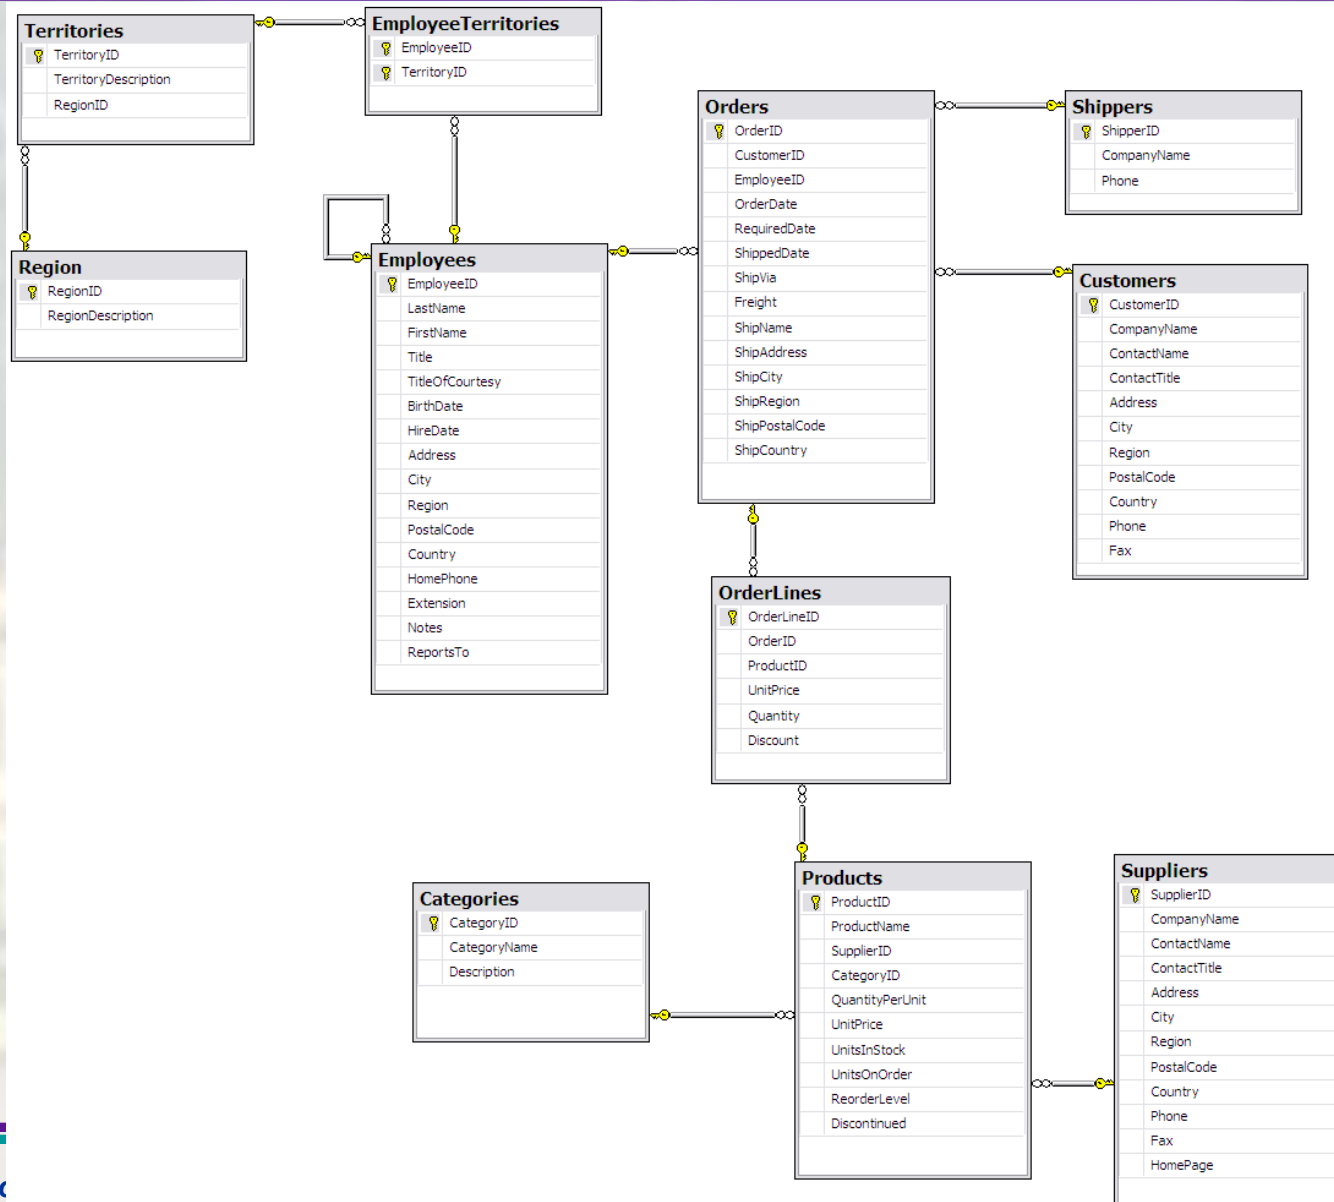 Territories
TerritoryID
TerritoryDescription
RegionID
EmployeeTerritories
EmployeeID
TerritoryID
Orders
OrderID
CustomerID
EmployeeID
OrderDate
RequiredDate
ShippedDate
ShipVia
Freight
ShipName
ShipAddress
ShipCity
ShipRegion
ShipPostalCode
ShipCountry
Shippers
ShipperID
CompanyName
Phone
Region
RegionID
RegionDescription
Employees
EmployeeID
LastName
FirstName
Title
TitleOfCourtesy
BirthDate
HireDate
Address
City
Region
PostalCode
Country
HomePhone
Extension
Notes
ReportsTo
Customers
CustomerID
CompanyName
ContactName
ContactTitle
Address
City
Region
PostalCode
Country
Phone
Fax
OrderLines
OrderLineID
OrderID
ProductID
UnitPrice
Quantity
Discount
Categories
CategoryID
CategoryName
Description
Products
ProductID
ProductName
SupplierID
CategoryID
QuantityPerUnit
UnitPrice
UnitsInStock
UnitsOnOrder
ReorderLevel
Discontinued
Suppliers
SupplierID
CompanyName
ContactName
ContactTitle
Address
City
Region
PostalCode
Country
Phone
Fax
HomePage